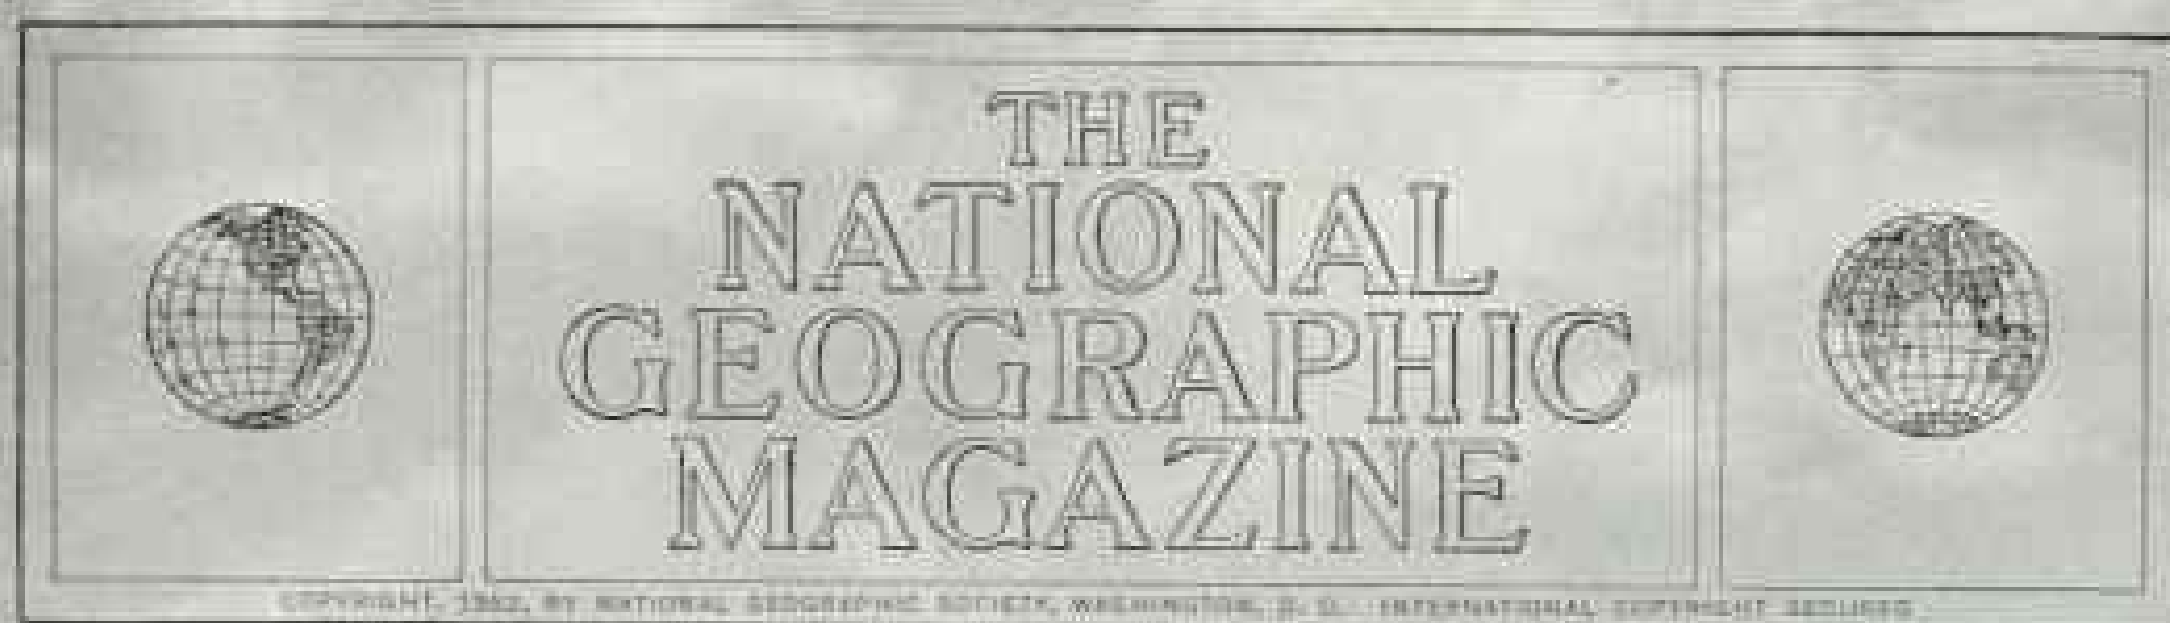 THE
NATIONAL
GEOGRAPHIC
MAGAZINE
COPYRIGHT, BY NATIONAL GEOGRAPHIC SOCIETY, WASHINGTON, D. C. INTERNATIONAL COPYRIGHT SECURED